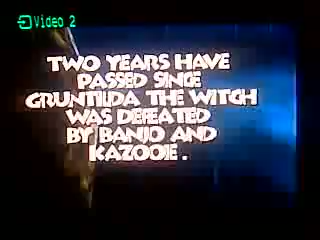 Video 2
TWO YEARS HAVE
PASSED SINCE
GRUNTILDA THE WITCH
WAS DEFEATED
BY BANJO AND
KAZOOIE.